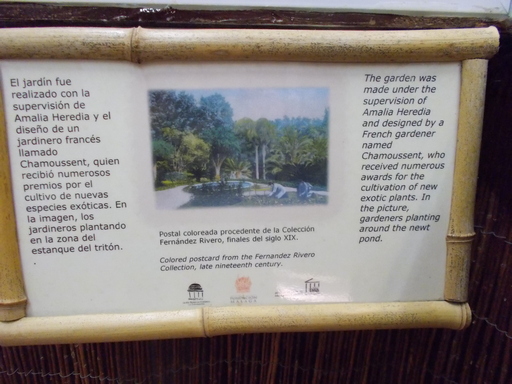 El jardín fue
realizado con la
supervisión de
Amalia Heredia y el
diseño de un
jardinero francés
llamado
Chamoussent, quien
recibió numerosos
premios por el
cultivo de nuevas
especies exóticas. En
la imagen, los
jardineros plantando
en la zona del
estanque del tritón.
.
Postal coloreada procedente de la Colección
Fernández Rivero, finales del siglo XIX.
Colored postcard from the Fernandez Rivero
Collection, late nineteenth century.
The garden was
made under the
supervision of
Amalia Heredia
and designed by a
French gardener
named
Chamoussent, who
received numerous
awards for the
cultivation of new
exotic plants. In
the picture,
gardeners planting
around the newt
pond.